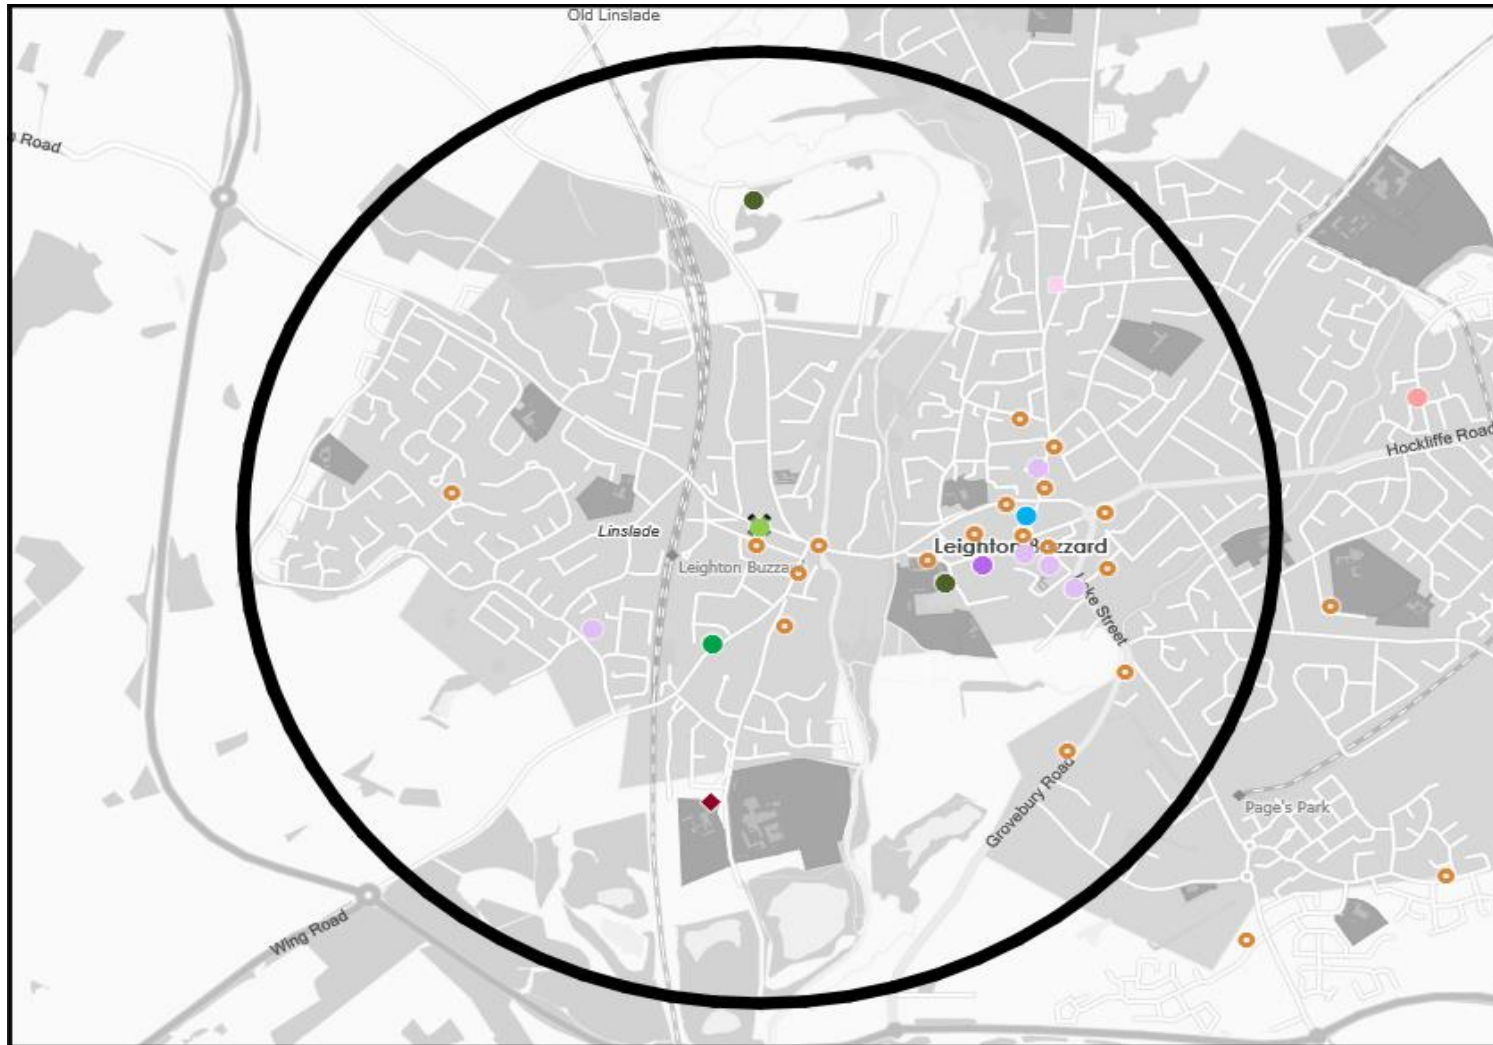 Old Linslade
Road
Hockliffe Road
Linslade
Leighton Buzzard
Leighton Buzza
Lake Street
Grovebury Road
Page's Park
Wing Road